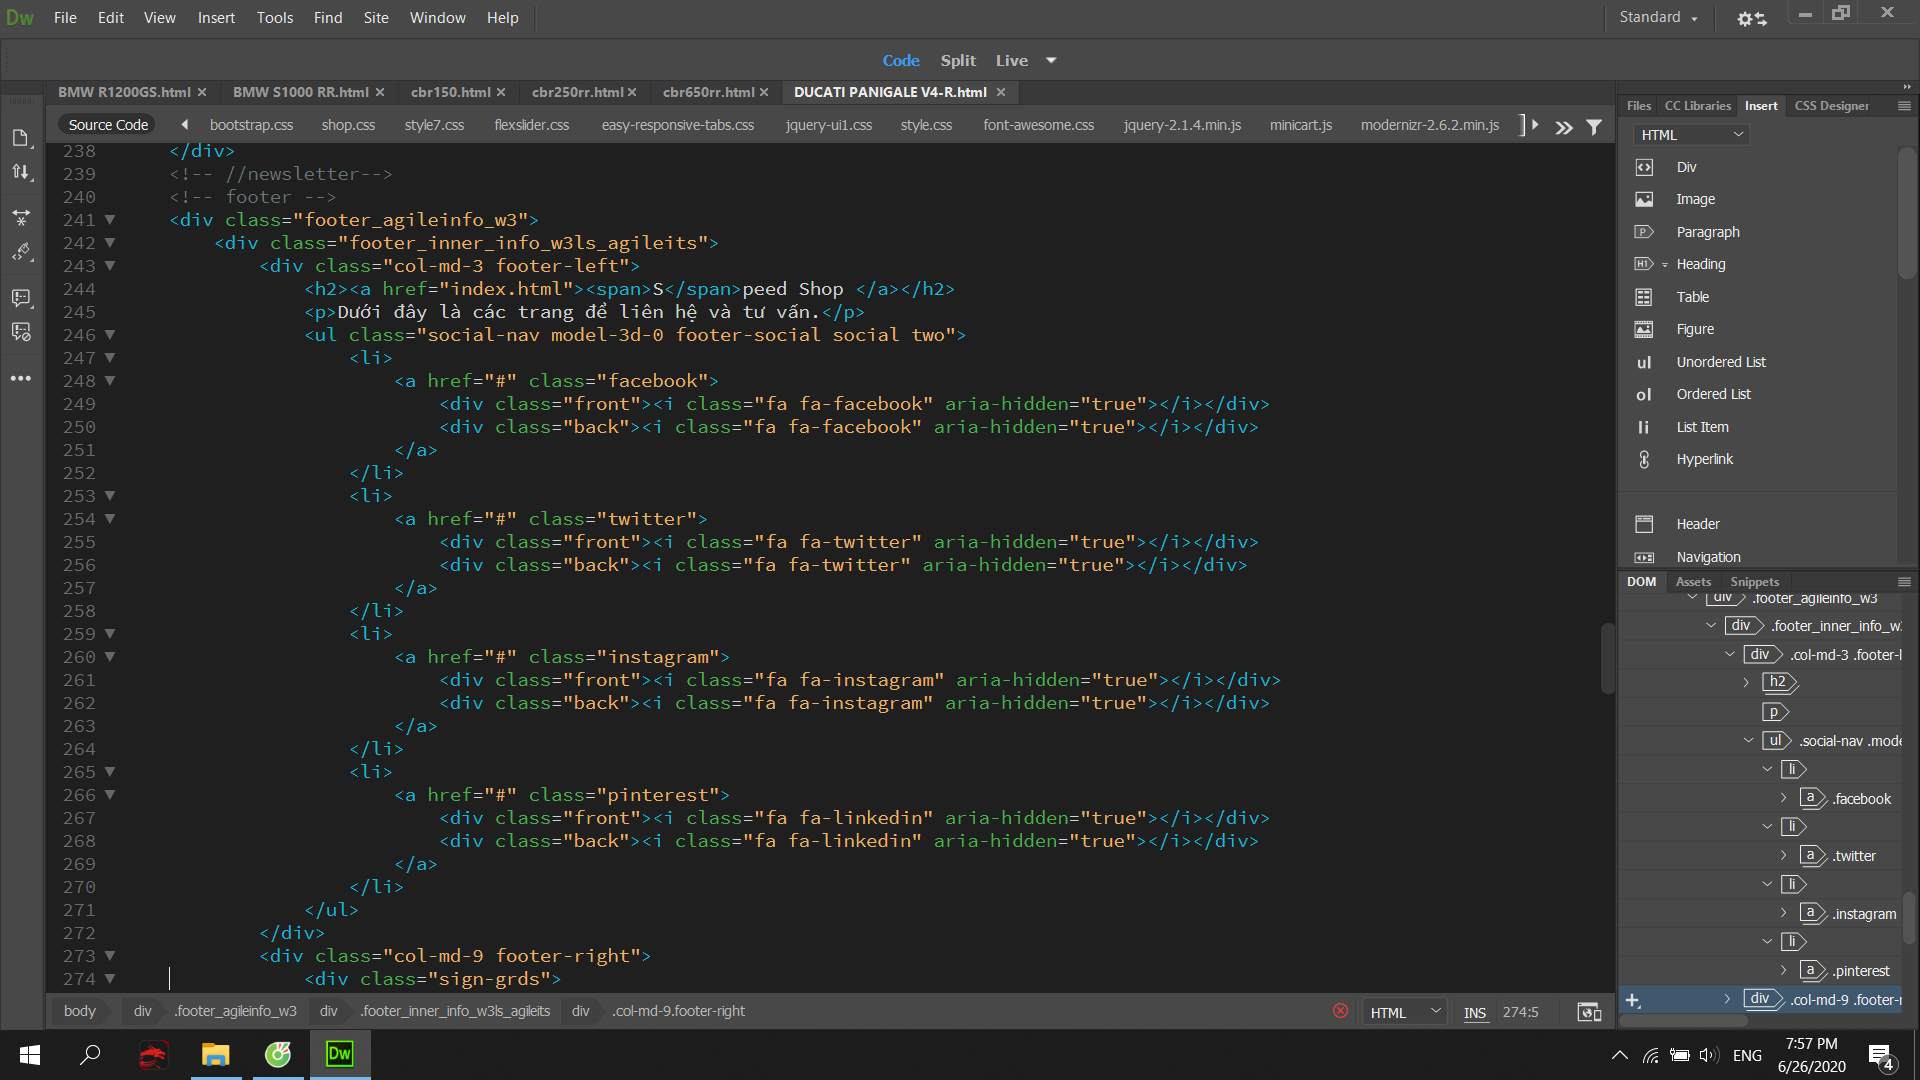 Dw File Edit View Insert Tools Find Site Window Help Standard
Code Split Live
BMW R1200GS.html BMW S1000 RR.html cbr150.html cbr250rr.html cbr650rr.html DUCATI PANIGALE V4-R.html
Source Code bootstrap.css shop.css style7.css flexslider.css easy-responsive-tabs.css jquery-ui1.css style.css font-awesome.css jquery-2.1.4.min.js minicart.js modernizr-2.6.2.min.js
238 </div>
239 <!-- //newsletter-->
240 <!-- footer -->
241 <div class="footer_agileinfo_w3">
242 <div class="footer_inner_info_w3ls_agileits">
243 <div class="col-md-3 footer-left">
244 <h2><a href="index.html"><span>S</span>peed Shop </a></h2>
245 <p>Dưới đây là các trang để liên hệ và tư vấn.</p>
246 <ul class="social-nav model-3d-0 footer-social social two">
247 <li>
248 <a href="#" class="facebook">
249 <div class="front"><i class="fa fa-facebook" aria-hidden="true"></i></div>
250 <div class="back"><i class="fa fa-facebook" aria-hidden="true"></i></div>
251 </a>
252 </li>
253 <li>
254 <a href="#" class="twitter">
255 <div class="front"><i class="fa fa-twitter" aria-hidden="true"></i></div>
256 <div class="back"><i class="fa fa-twitter" aria-hidden="true"></i></div>
257 </a>
258 </li>
259 <li>
260 <a href="#" class="instagram">
261 <div class="front"><i class="fa fa-instagram" aria-hidden="true"></i></div>
262 <div class="back"><i class="fa fa-instagram" aria-hidden="true"></i></div>
263 </a>
264 </li>
265 <li>
266 <a href="#" class="pinterest">
267 <div class="front"><i class="fa fa-linkedin" aria-hidden="true"></i></div>
268 <div class="back"><i class="fa fa-linkedin" aria-hidden="true"></i></div>
269 </a>
270 </li>
271 </ul>
272 </div>
273 <div class="col-md-9 footer-right">
274 <div class="sign-grds">
body div .footer_agileinfo_w3 div .footer_inner_info_w3ls_agileits div .col-md-9.footer-right HTML INS 274:5
Files CC Libraries Insert CSS Designer
HTML
Div
Image
P Paragraph
H1 Heading
Table
Figure
ul Unordered List
ol Ordered List
li List Item
Hyperlink
Header
Navigation
DOM Assets Snippets
div .footer_agileinfo_w3
div .footer_inner_info_w
div .col-md-3 .footer-l
h2
p
ul .social-nav .mode
li
a .facebook
li
a .twitter
li
a .instagram
li
a .pinterest
div .col-md-9 .footer-r
Dw
ENG
7:57 PM
6/26/2020
4